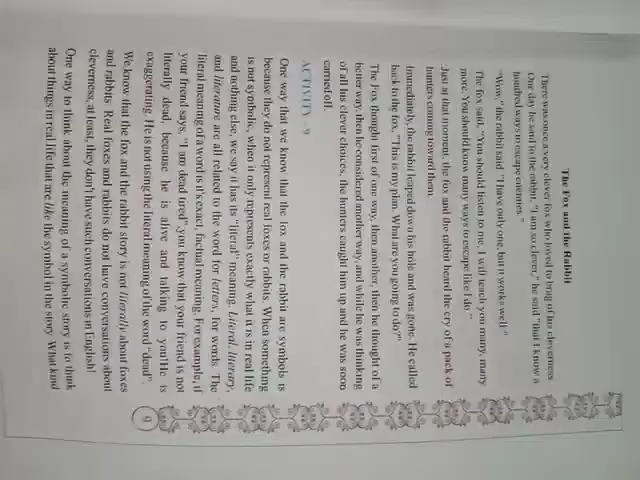 The Fox and the Rabbit
There was once a very clever fox who loved to brag of his cleverness
One day he said to the rabbit, "I am so clever," he said "that I know a
hundred ways to escape enemies."
"Wow," the rabbit said "I have only one, but it works well."
The fox said, "You should listen to me, I will teach you many, many
more. You should know many ways to escape like I do "
Just at that moment, the fox and the rabbit heard the cry of a pack of
hunters coming toward them.
Immediately, the rabbit leaped down his hole and was gone. He called
back to the fox, "This is my plan. What are you going to do?"
The Fox thought first of one way, then another, then he thought of a
better way, then he considered another way, and while he was thinking
of all his clever choices, the hunters caught him up and he was soon
carried off.
ACTIVITY - 9
One way that we know that the fox and the rabbit are symbols is
because they do not represent real foxes or rabbits. When something
is not symbolic, when it only represents exactly what it is in real life
and nothing else, we say it has its "literal" meaning. Literal, literary,
and literature are all related to the word for letters, for words. The
literal meaning of a word is it's exact, factual meaning. For example, if
your friend says, "I am dead tired" you know that your friend is not
literally dead, because he is alive and talking to you! He is
exaggerating. He is not using the literal meaning of the word "dead".
We know that the fox and the rabbit story is not literally about foxes
and rabbits. Real foxes and rabbits do not have conversations about
cleverness; at least, they don't have such conversations in English!
One way to think about the meaning of a symbolic story is to think
about things in real life that are like the symbol in the story. What kind
9